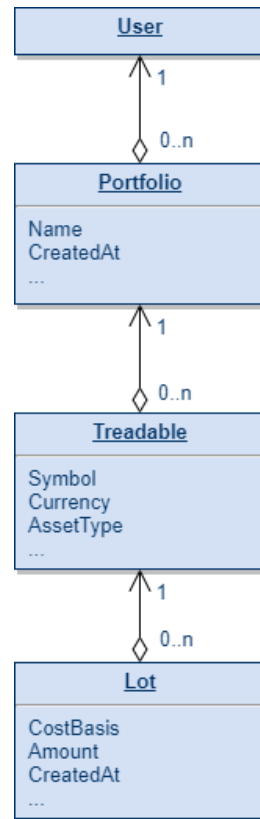 User
1
0..n
Portfolio
Name
CreatedAt
...
1
0..n
Treadable
Symbol
Currency
AssetType
...
1
0..n
Lot
CostBasis
Amount
CreatedAt
...